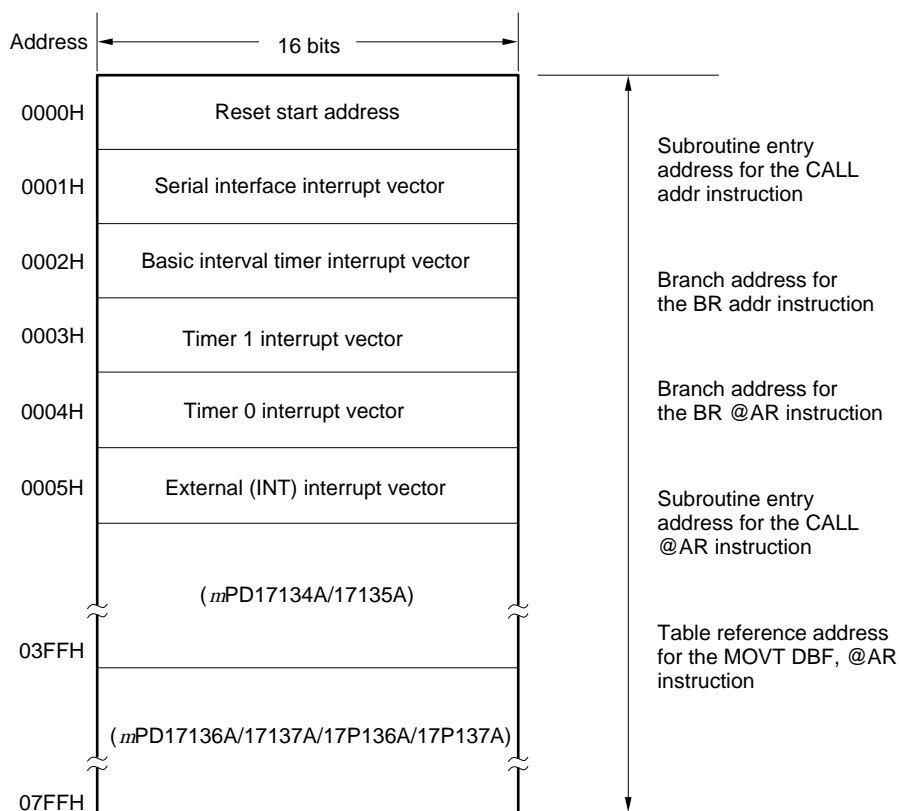 Address
16 bits
0000H
Reset start address
0001H
Serial interface interrupt vector
0002H
Basic interval timer interrupt vector
0003H
Timer 1 interrupt vector
0004H
Timer 0 interrupt vector
0005H
External (INT) interrupt vector
(mPD17134A/17135A)
03FFH
(mPD17136A/17137A/17P136A/17P137A)
07FFH
Subroutine entry
address for the CALL
addr instruction
Branch address for
the BR addr instruction
Branch address for
the BR @AR instruction
Subroutine entry
address for the CALL
@AR instruction
Table reference address
for the MOVT DBF, @AR
instruction